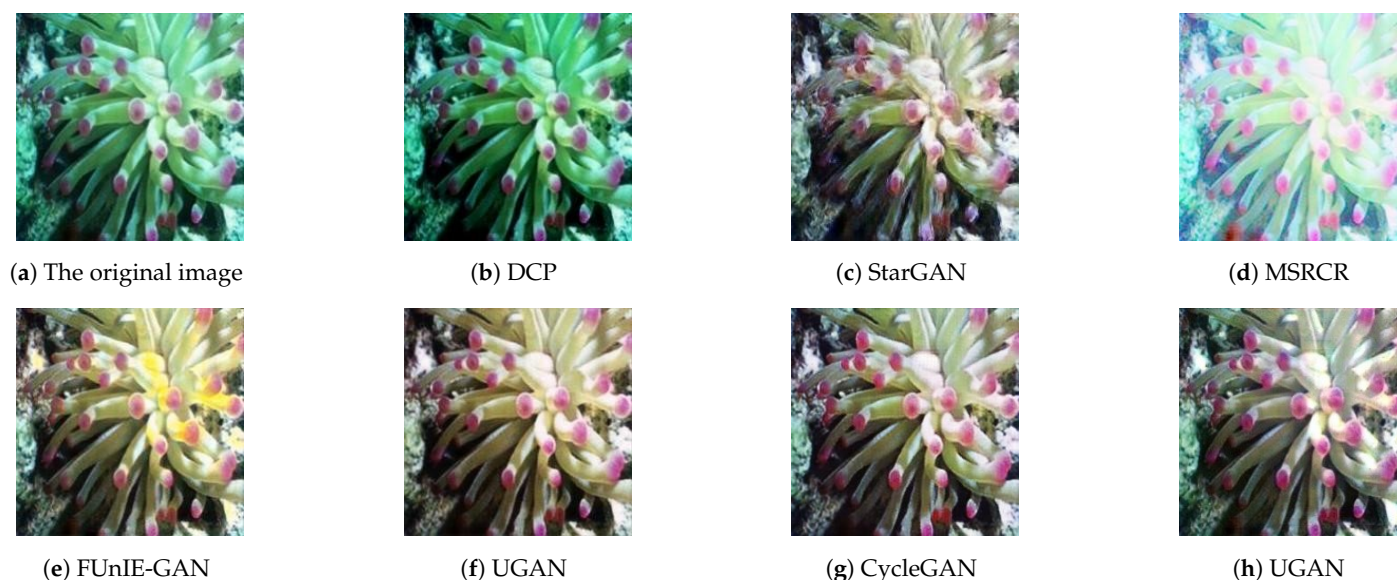 (a) The original image
(b) DCP
(c) StarGAN
(d) MSRCR
(e) FUnIE-GAN
(f) UGAN
(g) CycleGAN
(h) UGAN